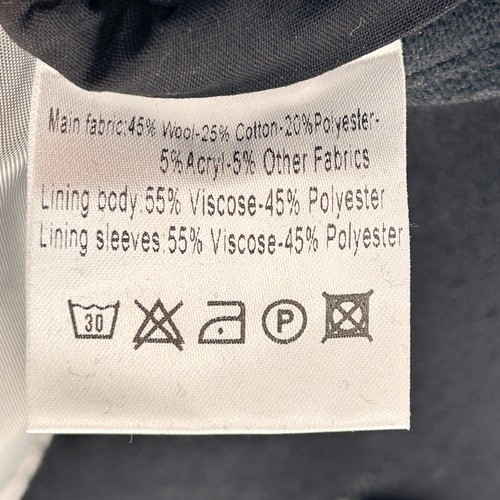 Main fabric:45% Wool-25% Cotton-20%Polyester-
5%Acryl-5% Other Fabrics
Lining body:55% Viscose-45% Polyester
Lining sleeves:55% Viscose-45% Polyester
30 P